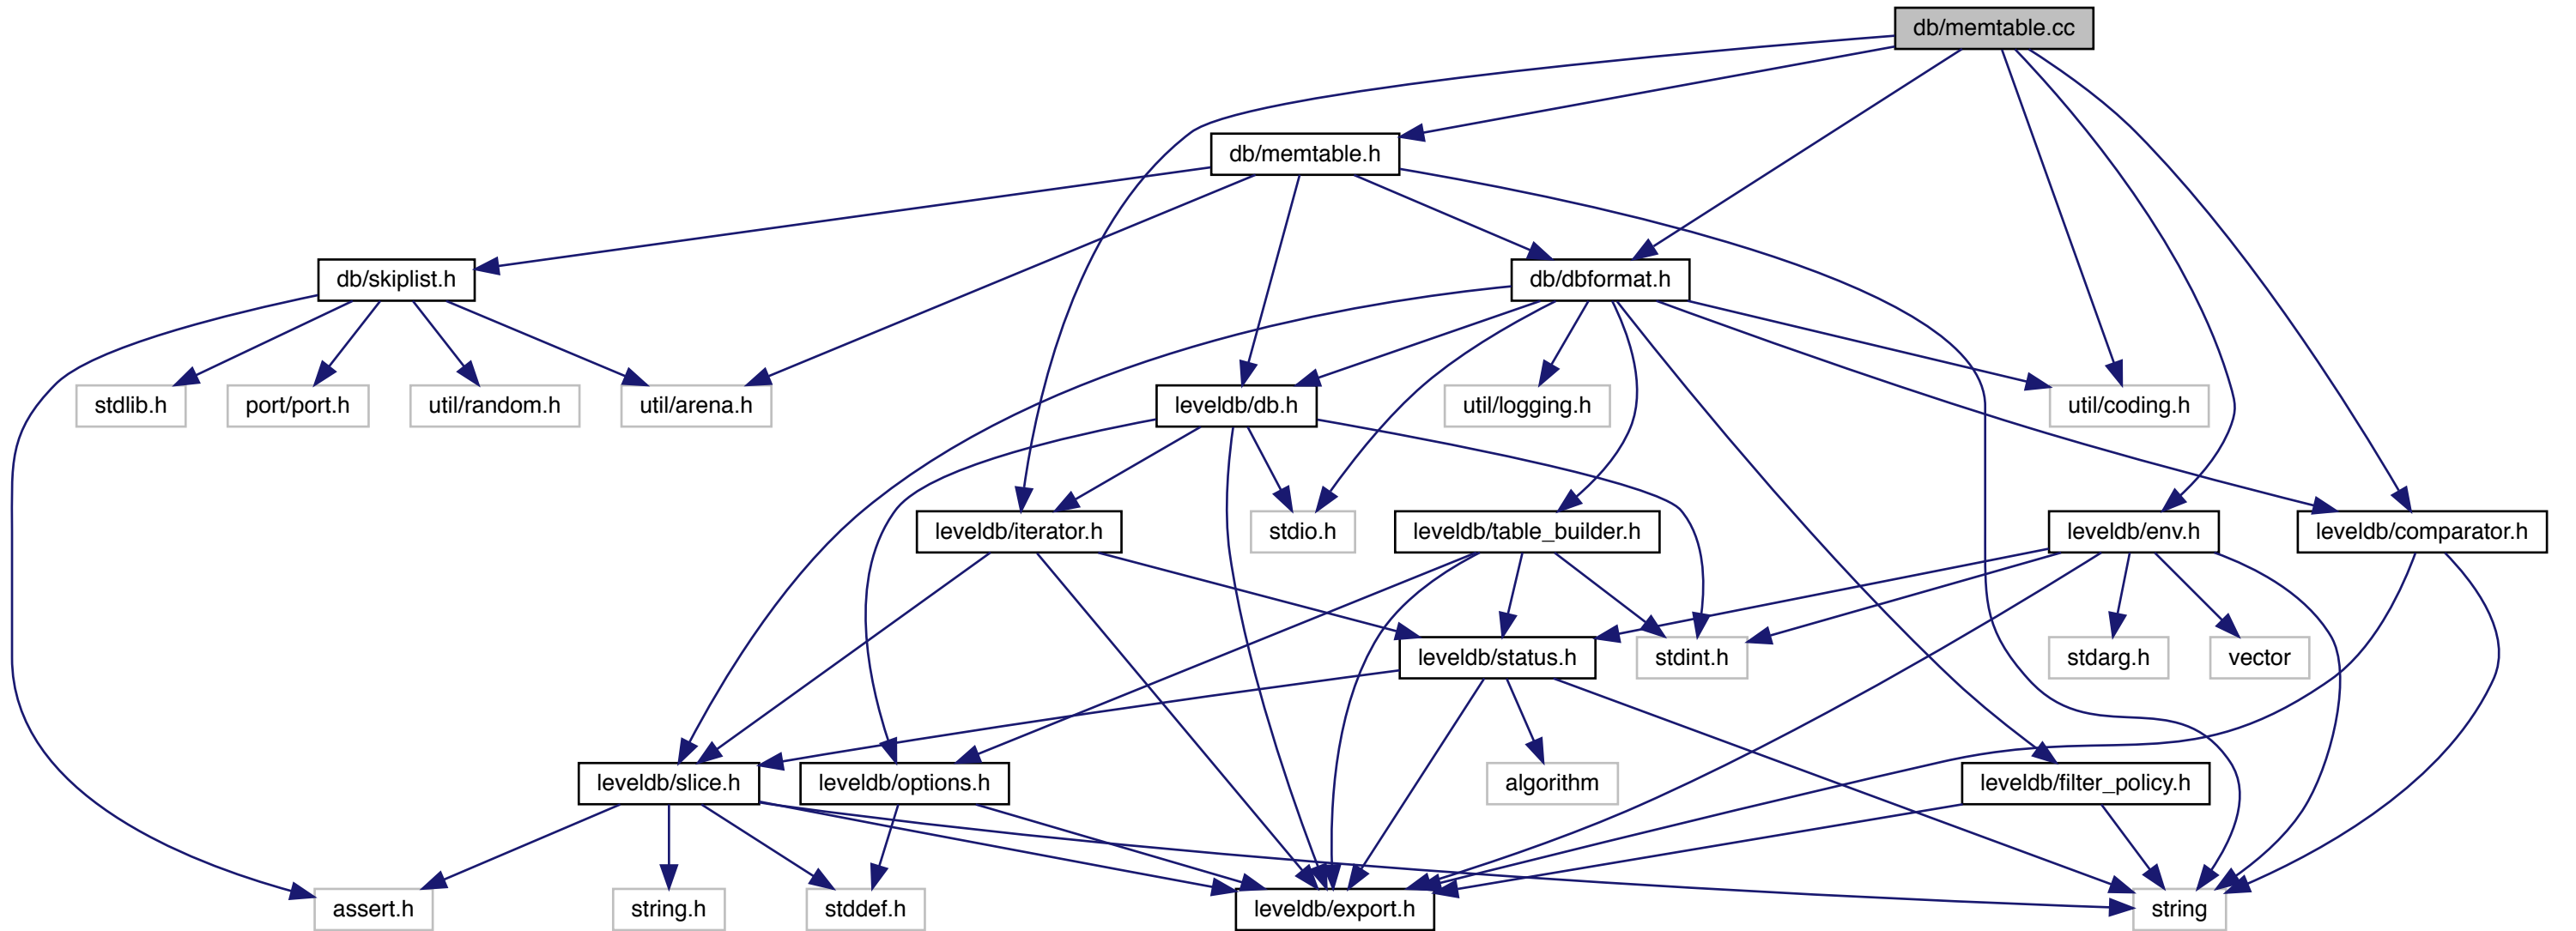 db/memtable.cc
db/memtable.h
db/skiplist.h
db/dbformat.h
stdlib.h
port/port.h
util/random.h
util/arena.h
leveldb/db.h
util/logging.h
util/coding.h
leveldb/iterator.h
stdio.h
leveldb/table_builder.h
leveldb/env.h
leveldb/comparator.h
leveldb/status.h
stdint.h
stdarg.h
vector
leveldb/slice.h
leveldb/options.h
algorithm
leveldb/filter_policy.h
assert.h
string.h
stddef.h
leveldb/export.h
string